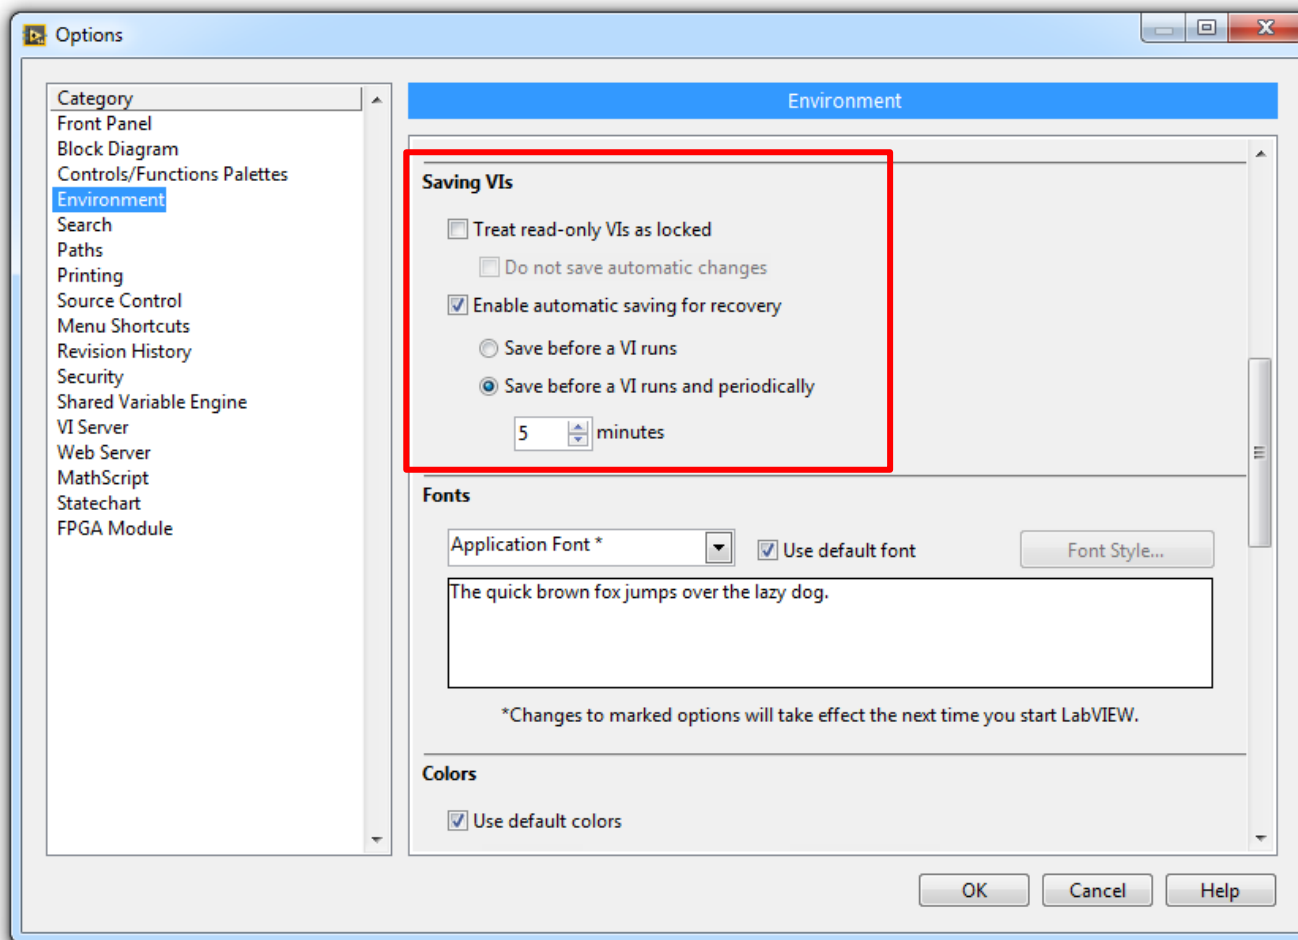 Options
Category
Front Panel
Block Diagram
Controls/Functions Palettes
Environment
Search
Paths
Printing
Source Control
Menu Shortcuts
Revision History
Security
Shared Variable Engine
VI Server
Web Server
MathScript
Statechart
FPGA Module
Environment
Saving VIs
Treat read-only VIs as locked
Do not save automatic changes
Enable automatic saving for recovery
Save before a VI runs
Save before a VI runs and periodically
5 minutes
Fonts
Application Font * Use default font Font Style...
The quick brown fox jumps over the lazy dog.
*Changes to marked options will take effect the next time you start LabVIEW.
Colors
Use default colors
OK Cancel Help